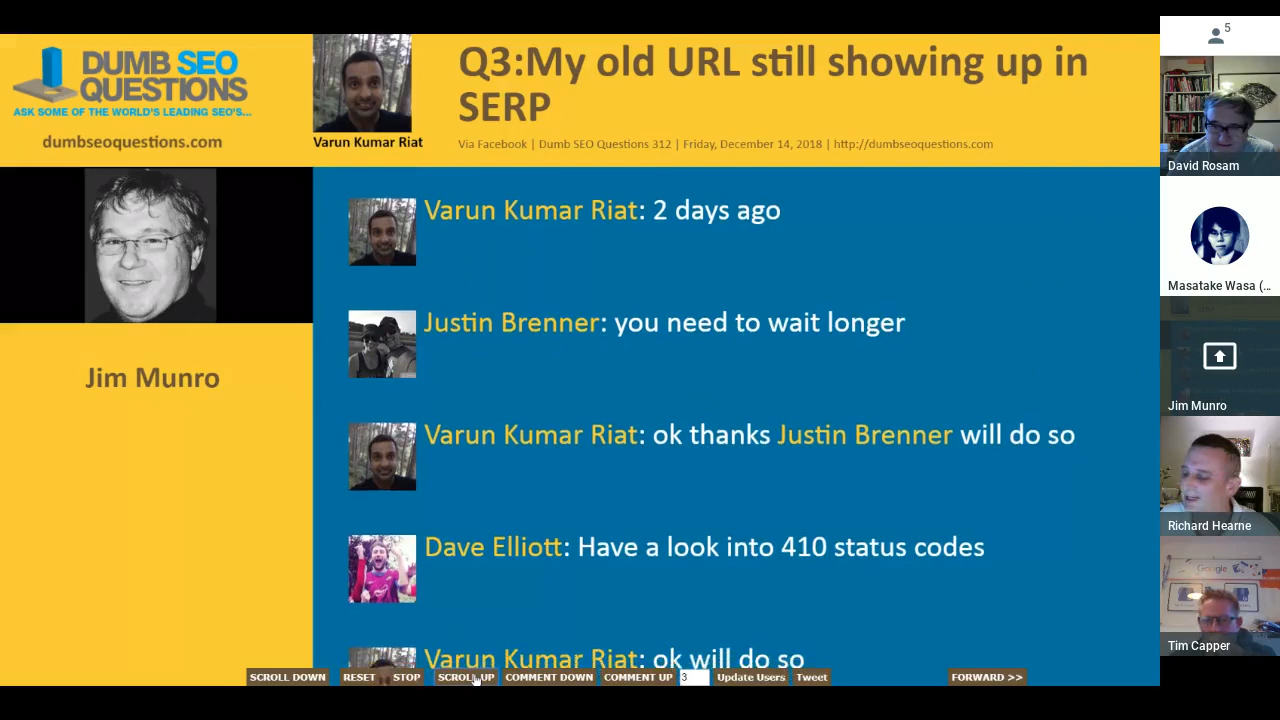 DUMB SEO
QUESTIONS
ASK SOME OF THE WORLD'S LEADING SEO'S...
dumbseoquestions.com
Varun Kumar Riat
Q3:My old URL still showing up in
SERP
Via Facebook | Dumb SEO Questions 312 | Friday, December 14, 2018 | http://dumbseoquestions.com
Jim Munro
Varun Kumar Riat: 2 days ago
Justin Brenner: you need to wait longer
Varun Kumar Riat: ok thanks Justin Brenner will do so
Dave Elliott: Have a look into 410 status codes
Varun Kumar Riat: ok will do so
SCROLL DOWN RESET STOP SCROLL UP COMMENT DOWN COMMENT UP 3 Update Users Tweet FORWARD >>
5
David Rosam
Masatake Wasa (...
Jim Munro
Richard Hearne
Google
Tim Capper